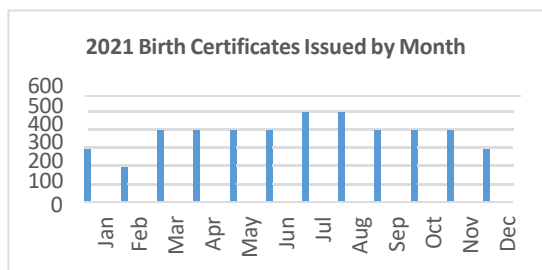 2021 Birth Certificates Issued by Month
600
500
400
300
200
100
0
Jan
Feb
Mar
Apr
May
Jun
Jul
Aug
Sep
Oct
Nov
Dec